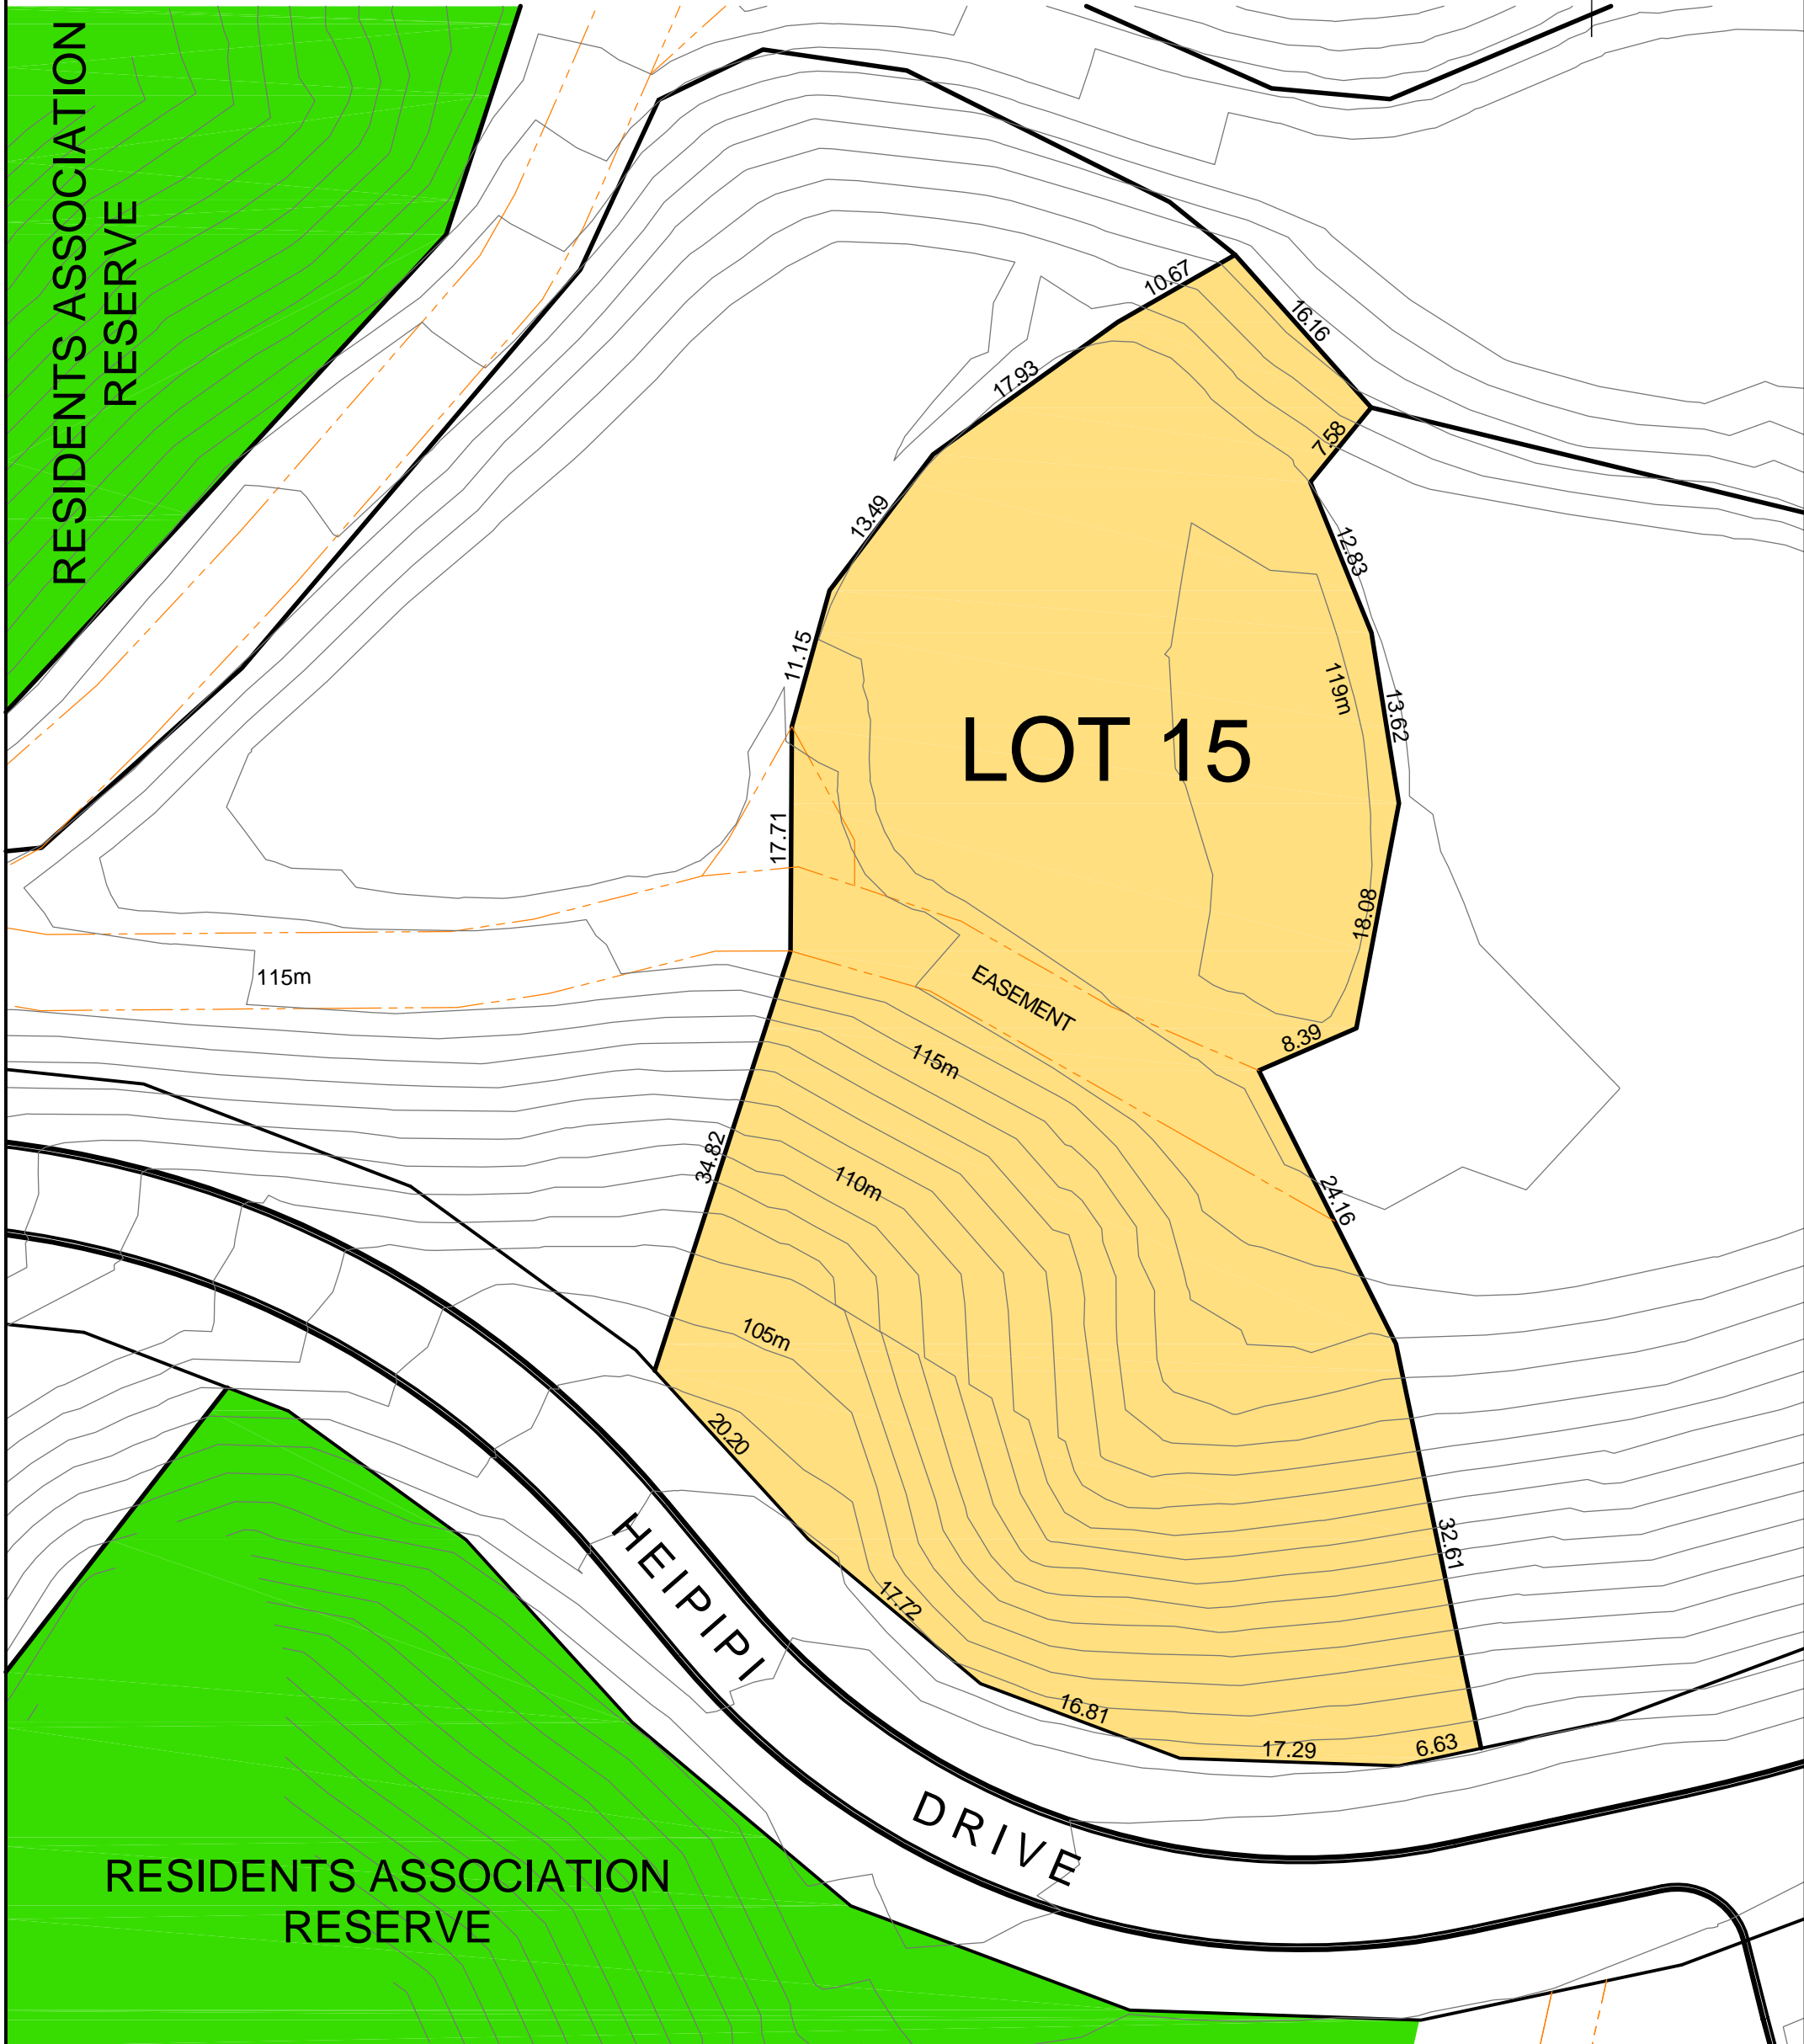 RESIDENTS ASSOCIATION
RESERVE
10.67
16.16
17.93
7.58
13.49
12.83
11.15
119m
13.62
LOT 15
17.71
18.08
115m
EASEMENT
8.39
115m
34.82
110m
24.16
105m
20.20
32.61
17.72
HEIPIPI
16.81
17.29
6.63
DRIVE
RESIDENTS ASSOCIATION
RESERVE